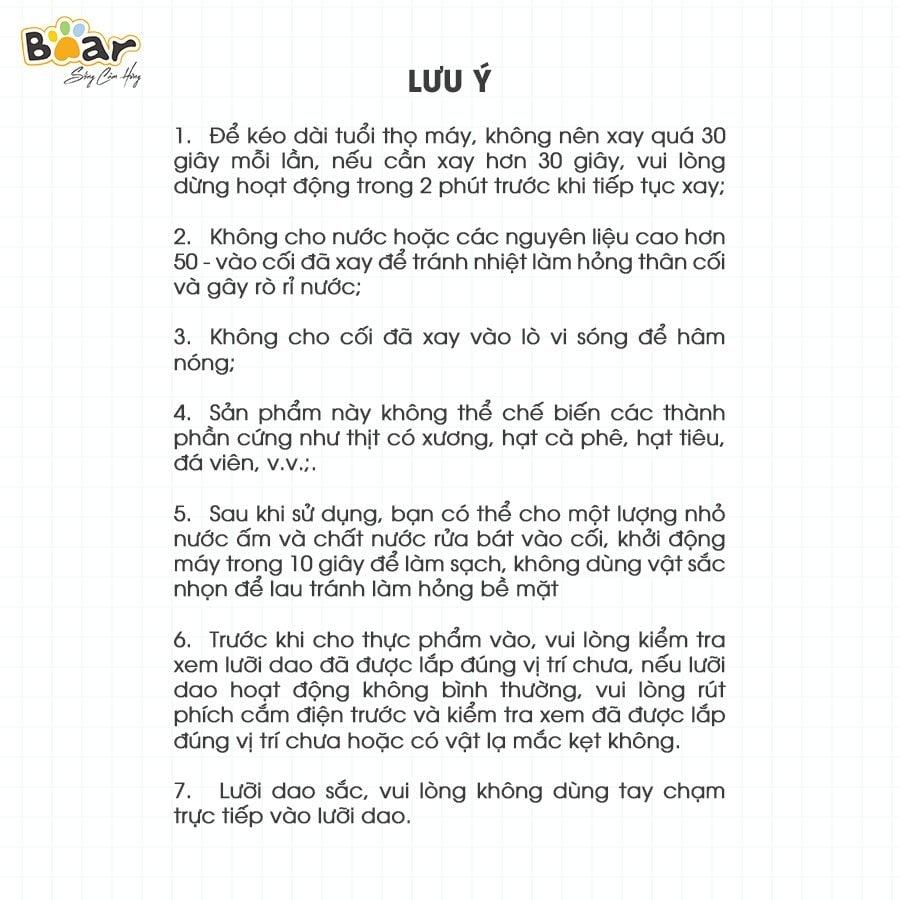 Bear
Sống Cảm Hứng
LƯU Ý
1. Để kéo dài tuổi thọ máy, không nên xay quá 30
giây mỗi lần, nếu cần xay hơn 30 giây, vui lòng
dừng hoạt động trong 2 phút trước khi tiếp tục xay;
2. Không cho nước hoặc các nguyên liệu cao hơn
50 - vào cối đã xay để tránh nhiệt làm hỏng thân cối
và gây rò rỉ nước;
3. Không cho cối đã xay vào lò vi sóng để hâm
nóng;
4. Sản phẩm này không thể chế biến các thành
phần cứng như thịt có xương, hạt cà phê, hạt tiêu,
đá viên, v.v.;.
5. Sau khi sử dụng, bạn có thể cho một lượng nhỏ
nước ấm và chất nước rửa bát vào cối, khởi động
máy trong 10 giây để làm sạch, không dùng vật sắc
nhọn để lau tránh làm hỏng bề mặt
6. Trước khi cho thực phẩm vào, vui lòng kiểm tra
xem lưỡi dao đã được lắp đúng vị trí chưa, nếu lưỡi
dao hoạt động không bình thường, vui lòng rút
phích cắm điện trước và kiểm tra xem đã được lắp
đúng vị trí chưa hoặc có vật lạ mắc kẹt không.
7. Lưỡi dao sắc, vui lòng không dùng tay chạm
trực tiếp vào lưỡi dao.